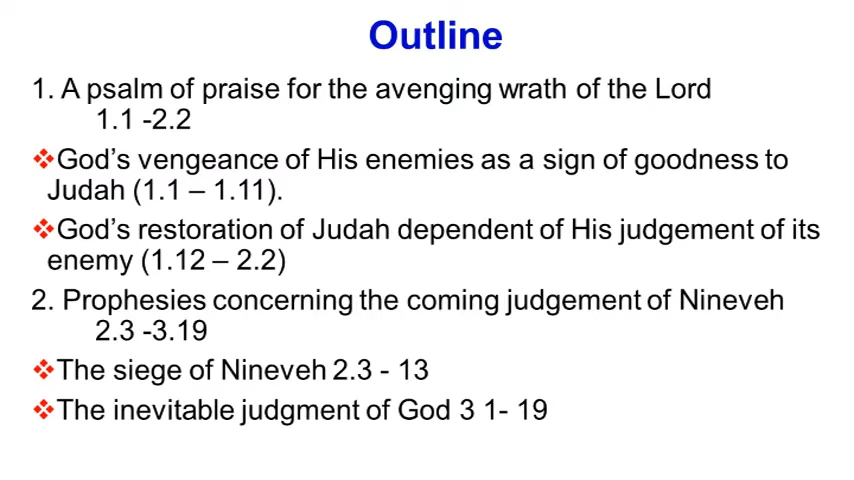 Outline
1. A psalm of praise for the avenging wrath of the Lord
1.1 -2.2
❖God's vengeance of His enemies as a sign of goodness to
Judah (1.1 – 1.11).
❖God's restoration of Judah dependent of His judgement of its
enemy (1.12 – 2.2)
2. Prophesies concerning the coming judgement of Nineveh
2.3 -3.19
❖The siege of Nineveh 2.3 - 13
❖The inevitable judgment of God 3 1- 19